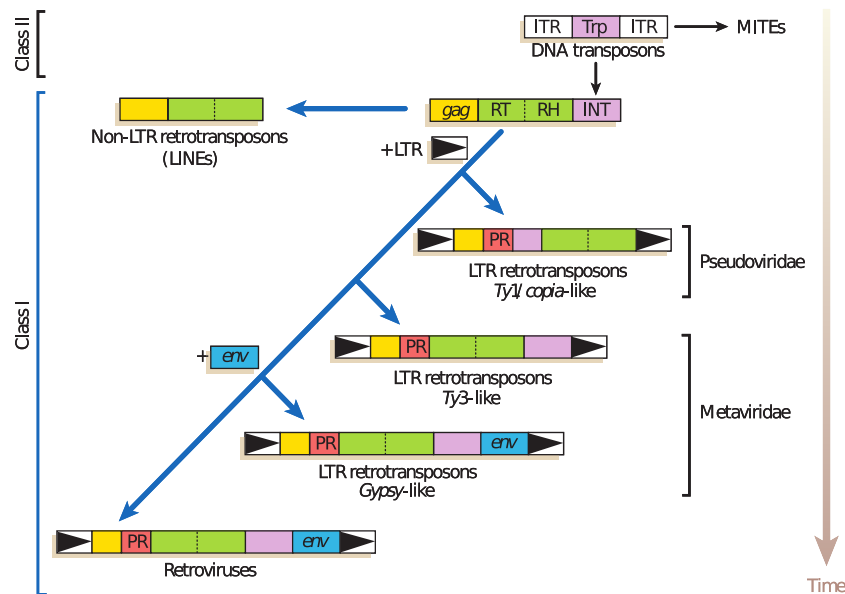 Class II
ITR Trp ITR
MITEs
DNA transposons
Class I
gag RT RH INT
Non-LTR retrotransposons
(LINEs)
+LTR
PR
LTR retrotransposons
Ty1/ copia-like
Pseudoviridae
PR
LTR retrotransposons
Ty3-like
+ env
Metaviridae
PR env
LTR retrotransposons
Gypsy-like
PR env
Retroviruses
Time